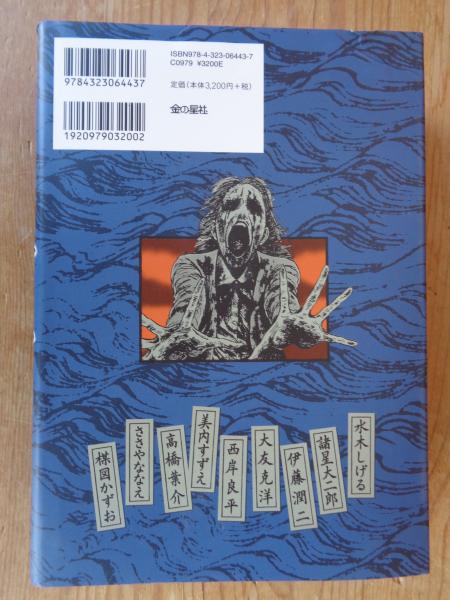 ISBN978-4-323-06443-7
C0979 ¥3200E
9784323064437
定価(本体3,200円+税)
金の星社
1920979032002
水木しげる
諸星大二郎
伊藤潤二
大友克洋
西岸良平
美内すずえ
高橋葉介
ささやななえ
楳図かずお